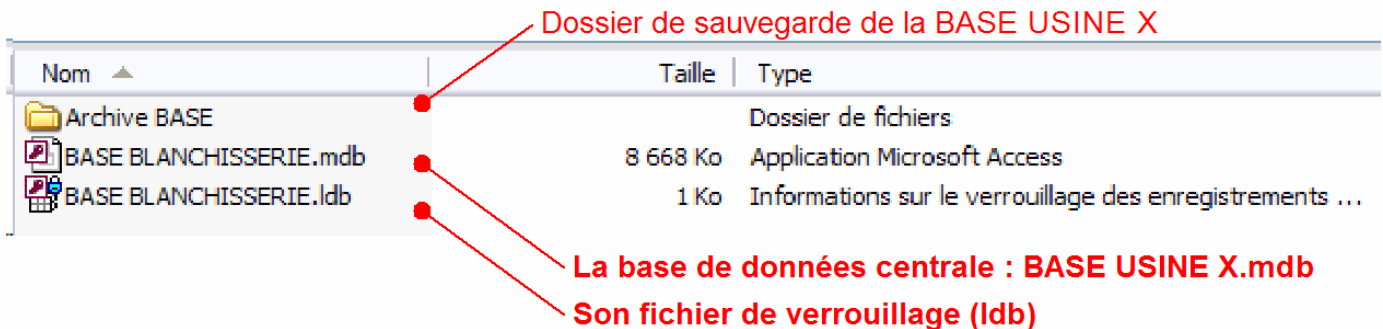 Dossier de sauvegarde de la BASE USINE X
Nom Taille Type
Archive BASE Dossier de fichiers
BASE BLANCHISSERIE.mdb 8 668 Ko Application Microsoft Access
BASE BLANCHISSERIE.ldb 1 Ko Informations sur le verrouillage des enregistrements ...
La base de données centrale : BASE USINE X.mdb
Son fichier de verrouillage (ldb)